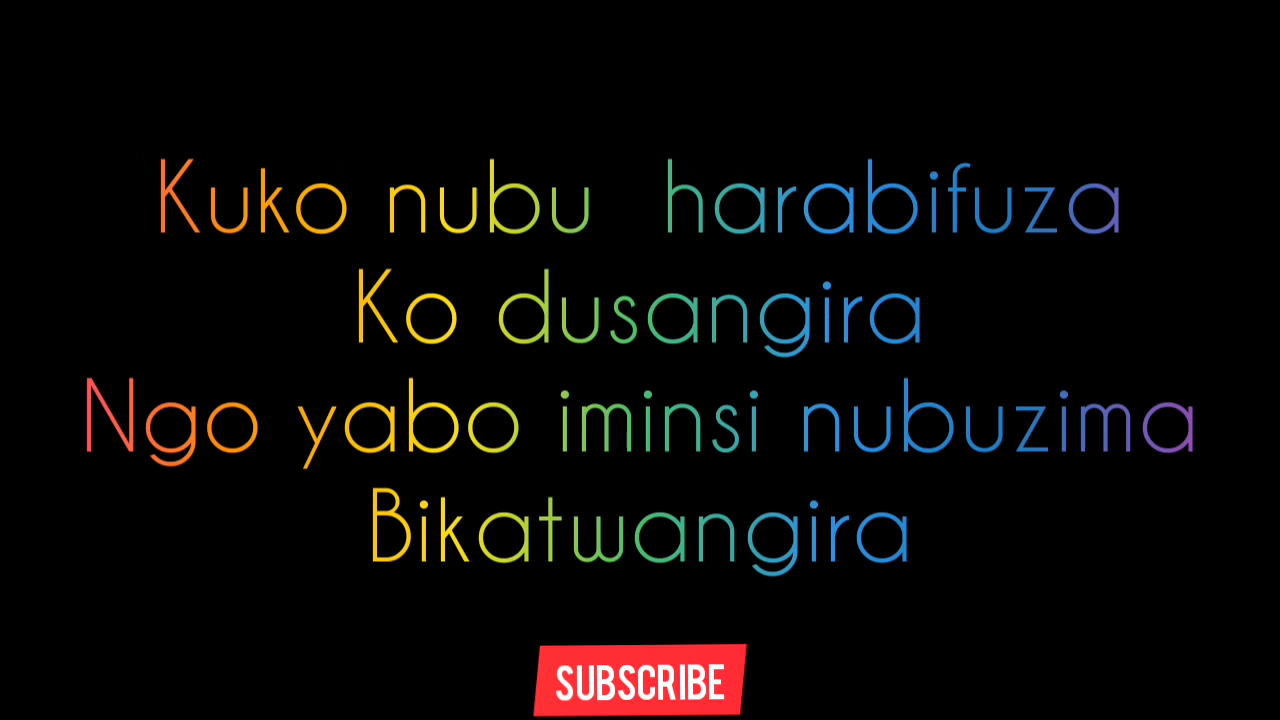 Kuko nubu harabifuza
Ko dusangira
Ngo yabo iminsi nubuzima
Bikatwangira
SUBSCRIBE